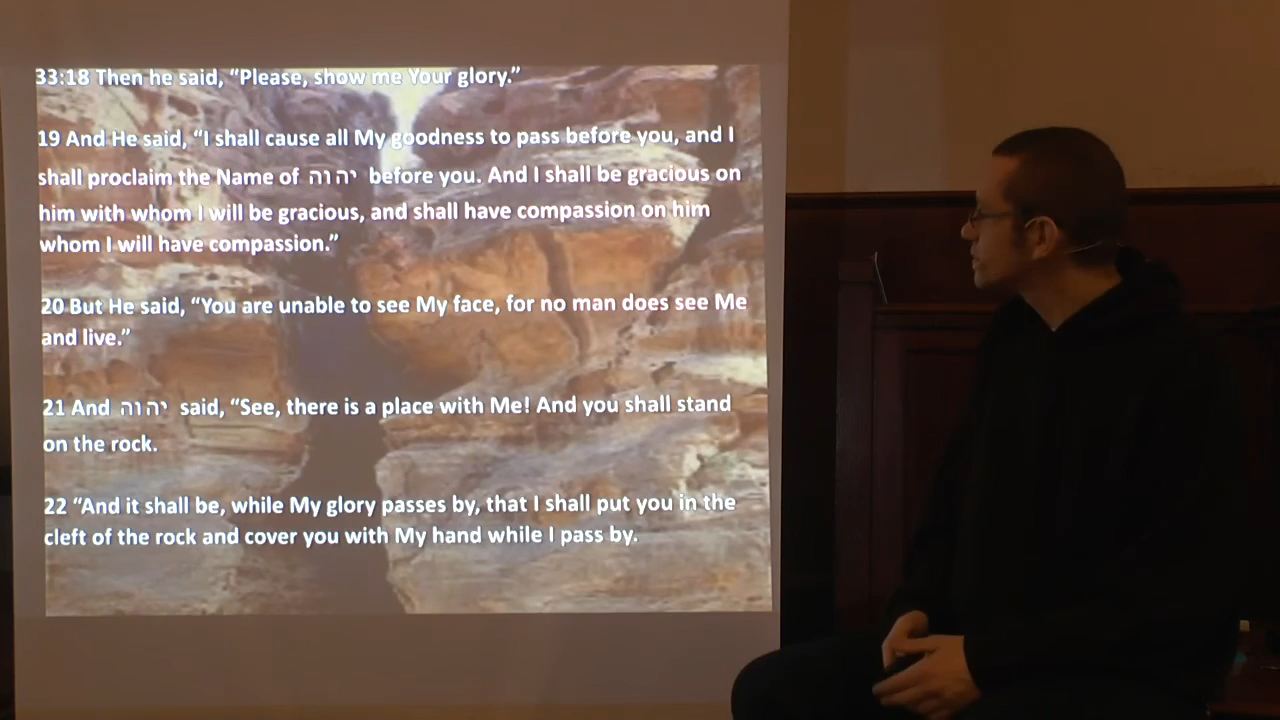 33:18 Then he said, “Please, show me Your glory.”
19 And He said, “I shall cause all My goodness to pass before you, and I
shall proclaim the Name of יהוה before you. And I shall be gracious on
him with whom I will be gracious, and shall have compassion on him
whom I will have compassion.”
20 But He said, “You are unable to see My face, for no man does see Me
and live.”
21 And יהוה said, “See, there is a place with Me! And you shall stand
on the rock.
22 “And it shall be, while My glory passes by, that I shall put you in the
cleft of the rock and cover you with My hand while I pass by.